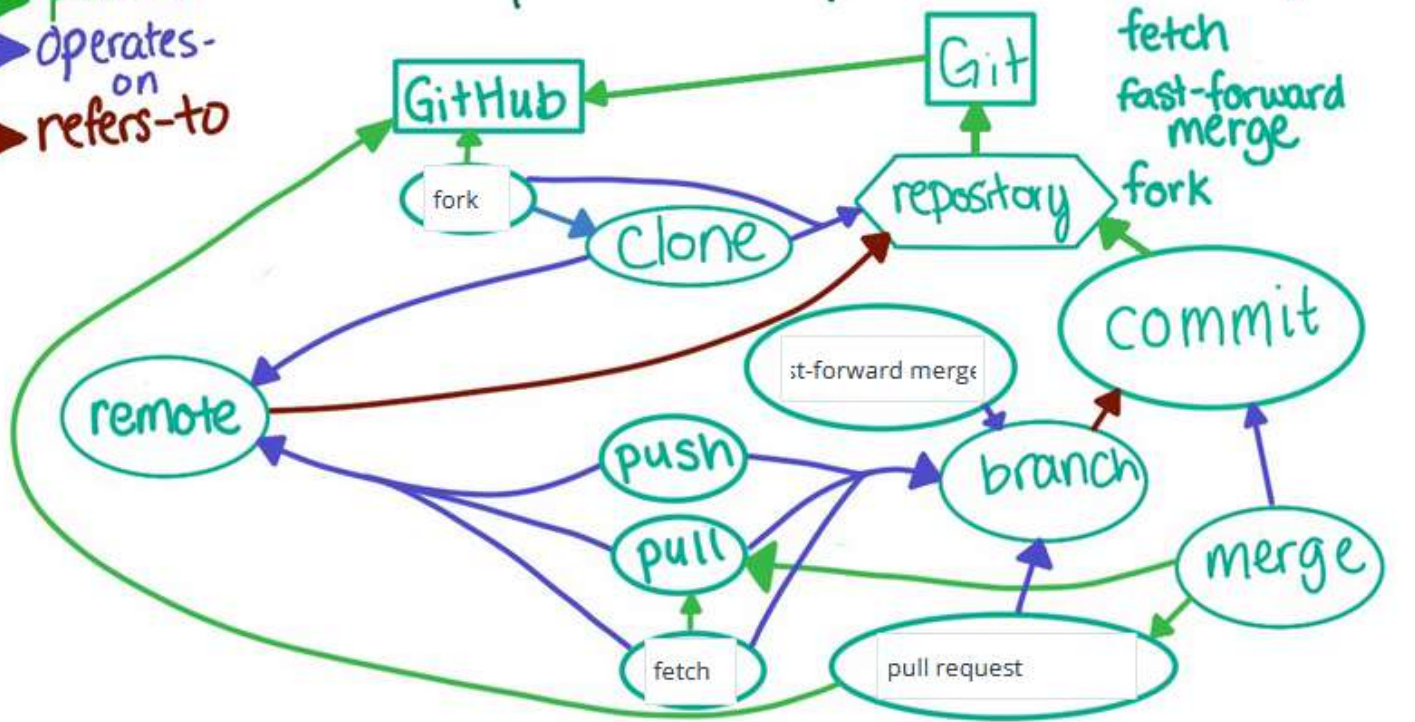 operates-
on
refers-to
GitHub
Git
fetch
fast-forward
merge
fork
fork
clone
repository
commit
st-forward merge
remote
push
branch
pull
merge
fetch
pull request